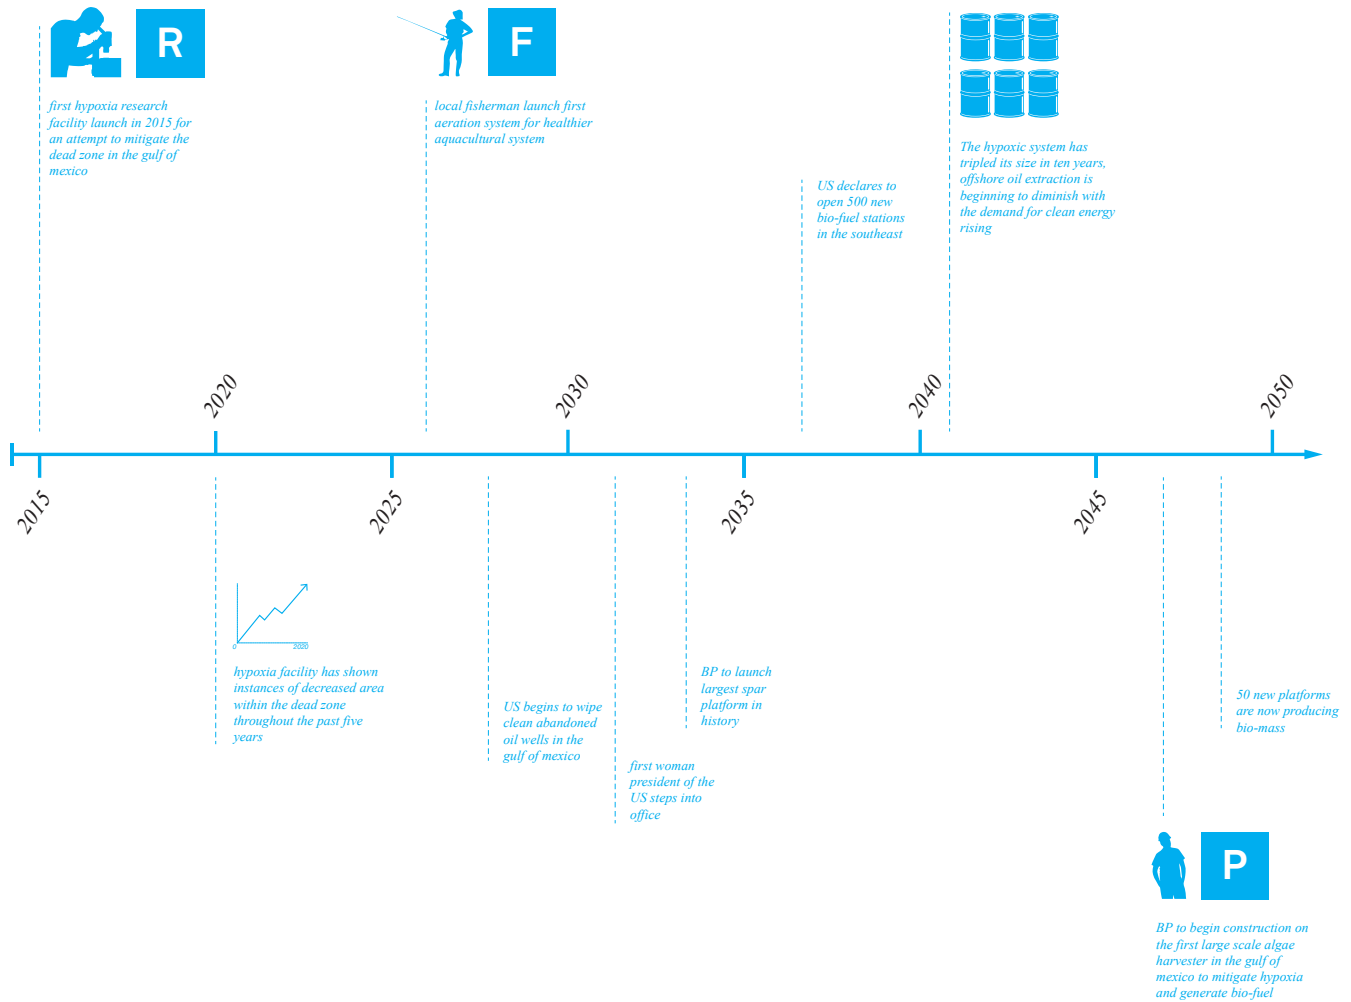 R
first hypoxia research
facility launch in 2015 for
an attempt to mitigate the
dead zone in the gulf of
mexico
F
local fisherman launch first
aeration system for healthier
aquacultural system
US declares to
open 500 new
bio-fuel stations
in the southeast
The hypoxic system has
tripled its size in ten years,
offshore oil extraction is
beginning to diminish with
the demand for clean energy
rising
2020
2030
2040
2050
2015
2025
2035
2045
0
2020
hypoxia facility has shown
instances of decreased area
within the dead zone
throughout the past five
years
US begins to wipe
clean abandoned
oil wells in the
gulf of mexico
first woman
president of the
US steps into
office
BP to launch
largest spar
platform in
history
50 new platforms
are now producing
bio-mass
P
BP to begin construction on
the first large scale algae
harvester in the gulf of
mexico to mitigate hypoxia
and generate bio-fuel